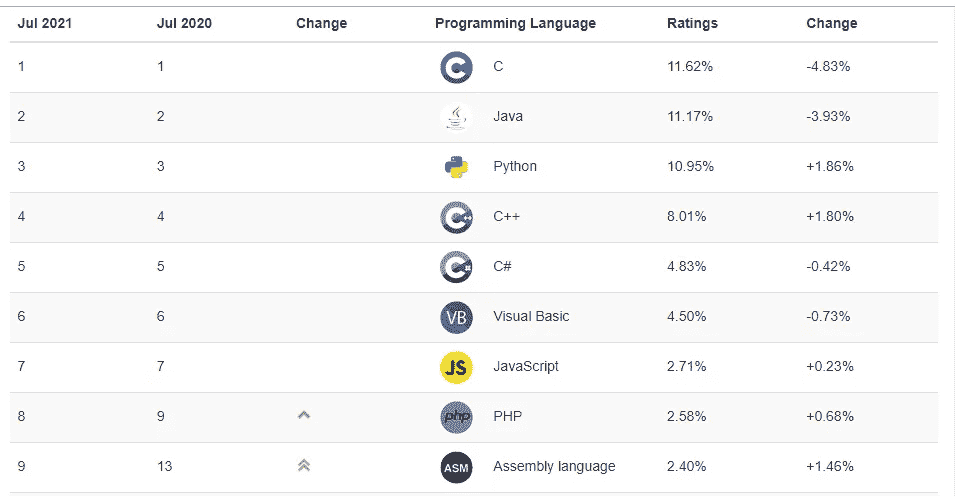 Jul 2021 Jul 2020 Change Programming Language Ratings Change
1 1 C C 11.62% -4.83%
2 2 Java 11.17% -3.93%
3 3 Python 10.95% +1.86%
4 4 C++ C++ 8.01% +1.80%
5 5 C# C# 4.83% -0.42%
6 6 VB Visual Basic 4.50% -0.73%
7 7 JS JavaScript 2.71% +0.23%
8 9 php PHP 2.58% +0.68%
9 13 ASM Assembly language 2.40% +1.46%